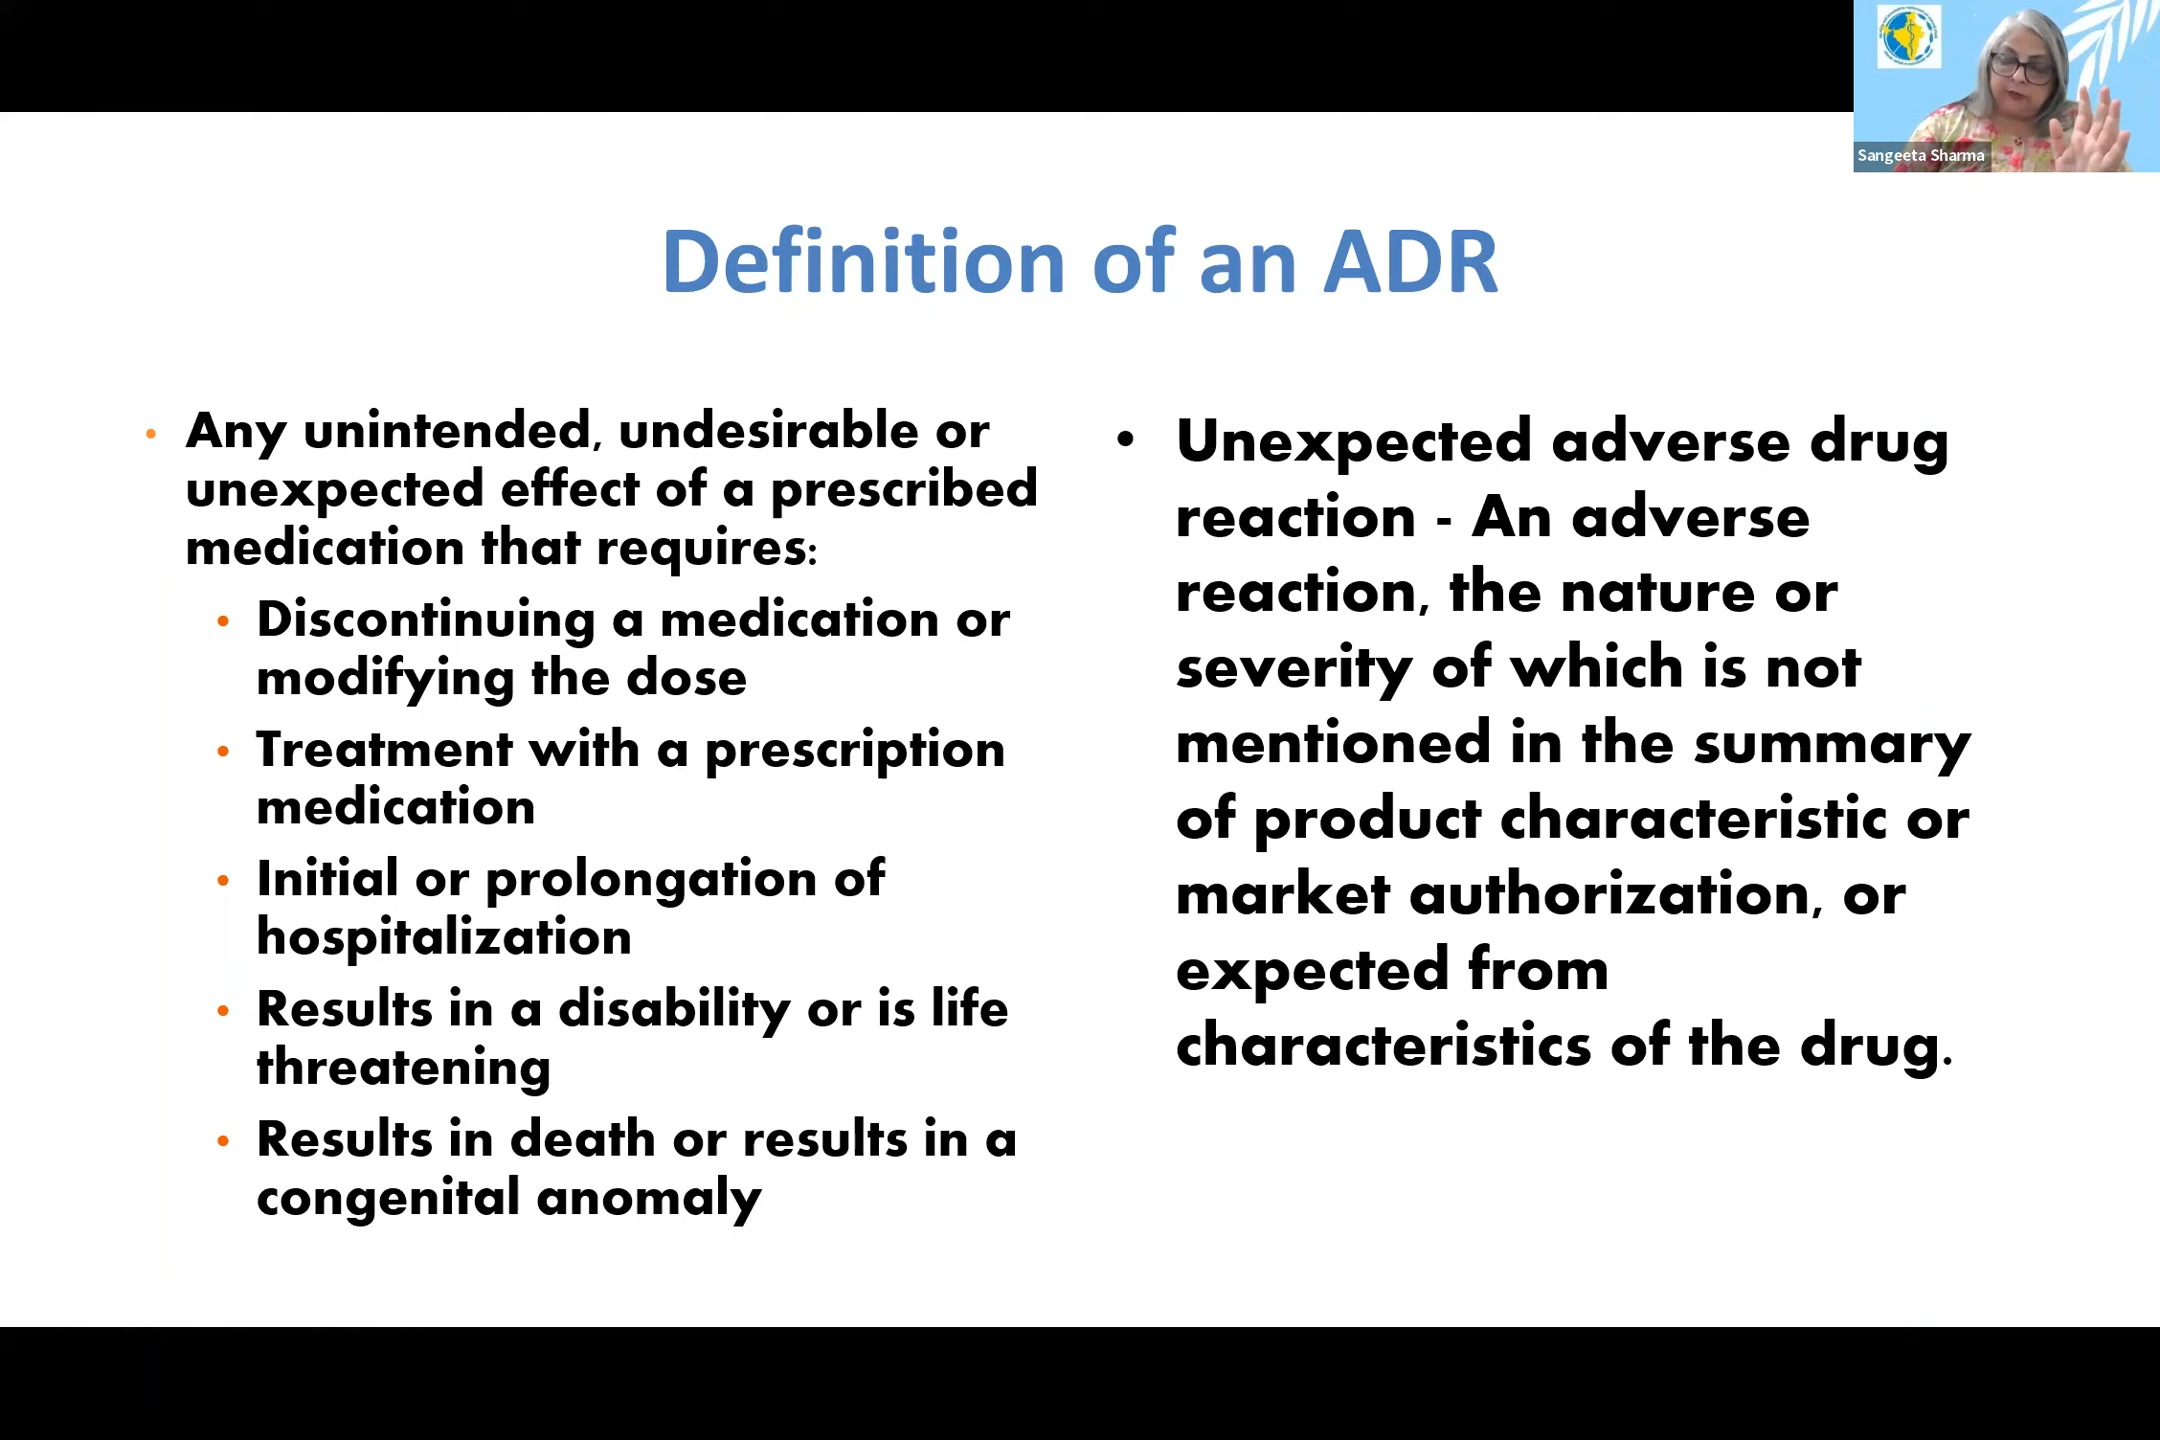 Sangeeta Sharma
Definition of an ADR
• Any unintended, undesirable or
unexpected effect of a prescribed
medication that requires:
• Discontinuing a medication or
modifying the dose
• Treatment with a prescription
medication
• Initial or prolongation of
hospitalization
• Results in a disability or is life
threatening
• Results in death or results in a
congenital anomaly
• Unexpected adverse drug
reaction - An adverse
reaction, the nature or
severity of which is not
mentioned in the summary
of product characteristic or
market authorization, or
expected from
characteristics of the drug.